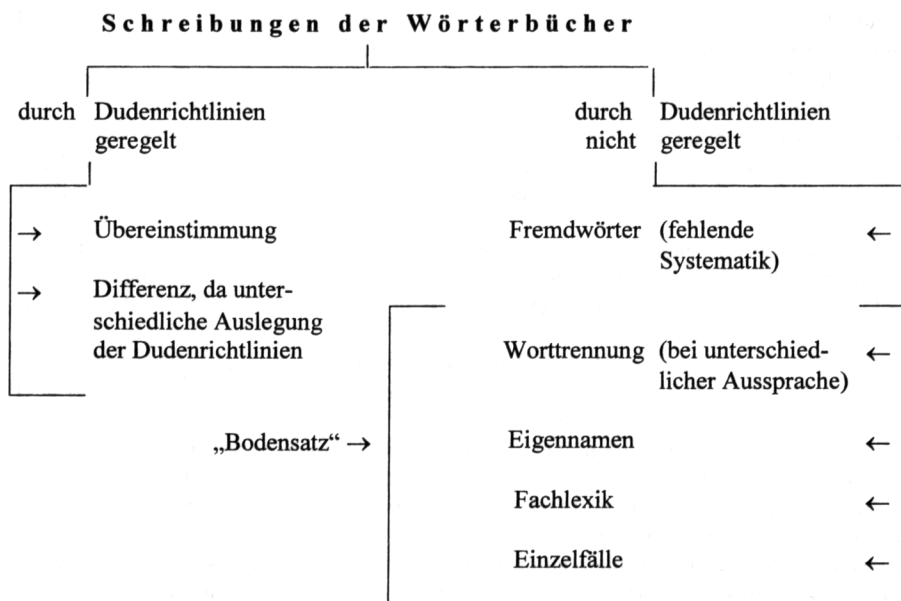 Schreibungen der Wörterbücher
durch Dudenrichtlinien geregelt
durch nicht Dudenrichtlinien geregelt
→ Übereinstimmung
Fremdwörter (fehlende Systematik) ←
→ Differenz, da unter-
schiedliche Auslegung
der Dudenrichtlinien
Worttrennung (bei unterschied-
licher Aussprache) ←
„Bodensatz“ →
Eigennamen ←
Fachlexik ←
Einzelfälle ←